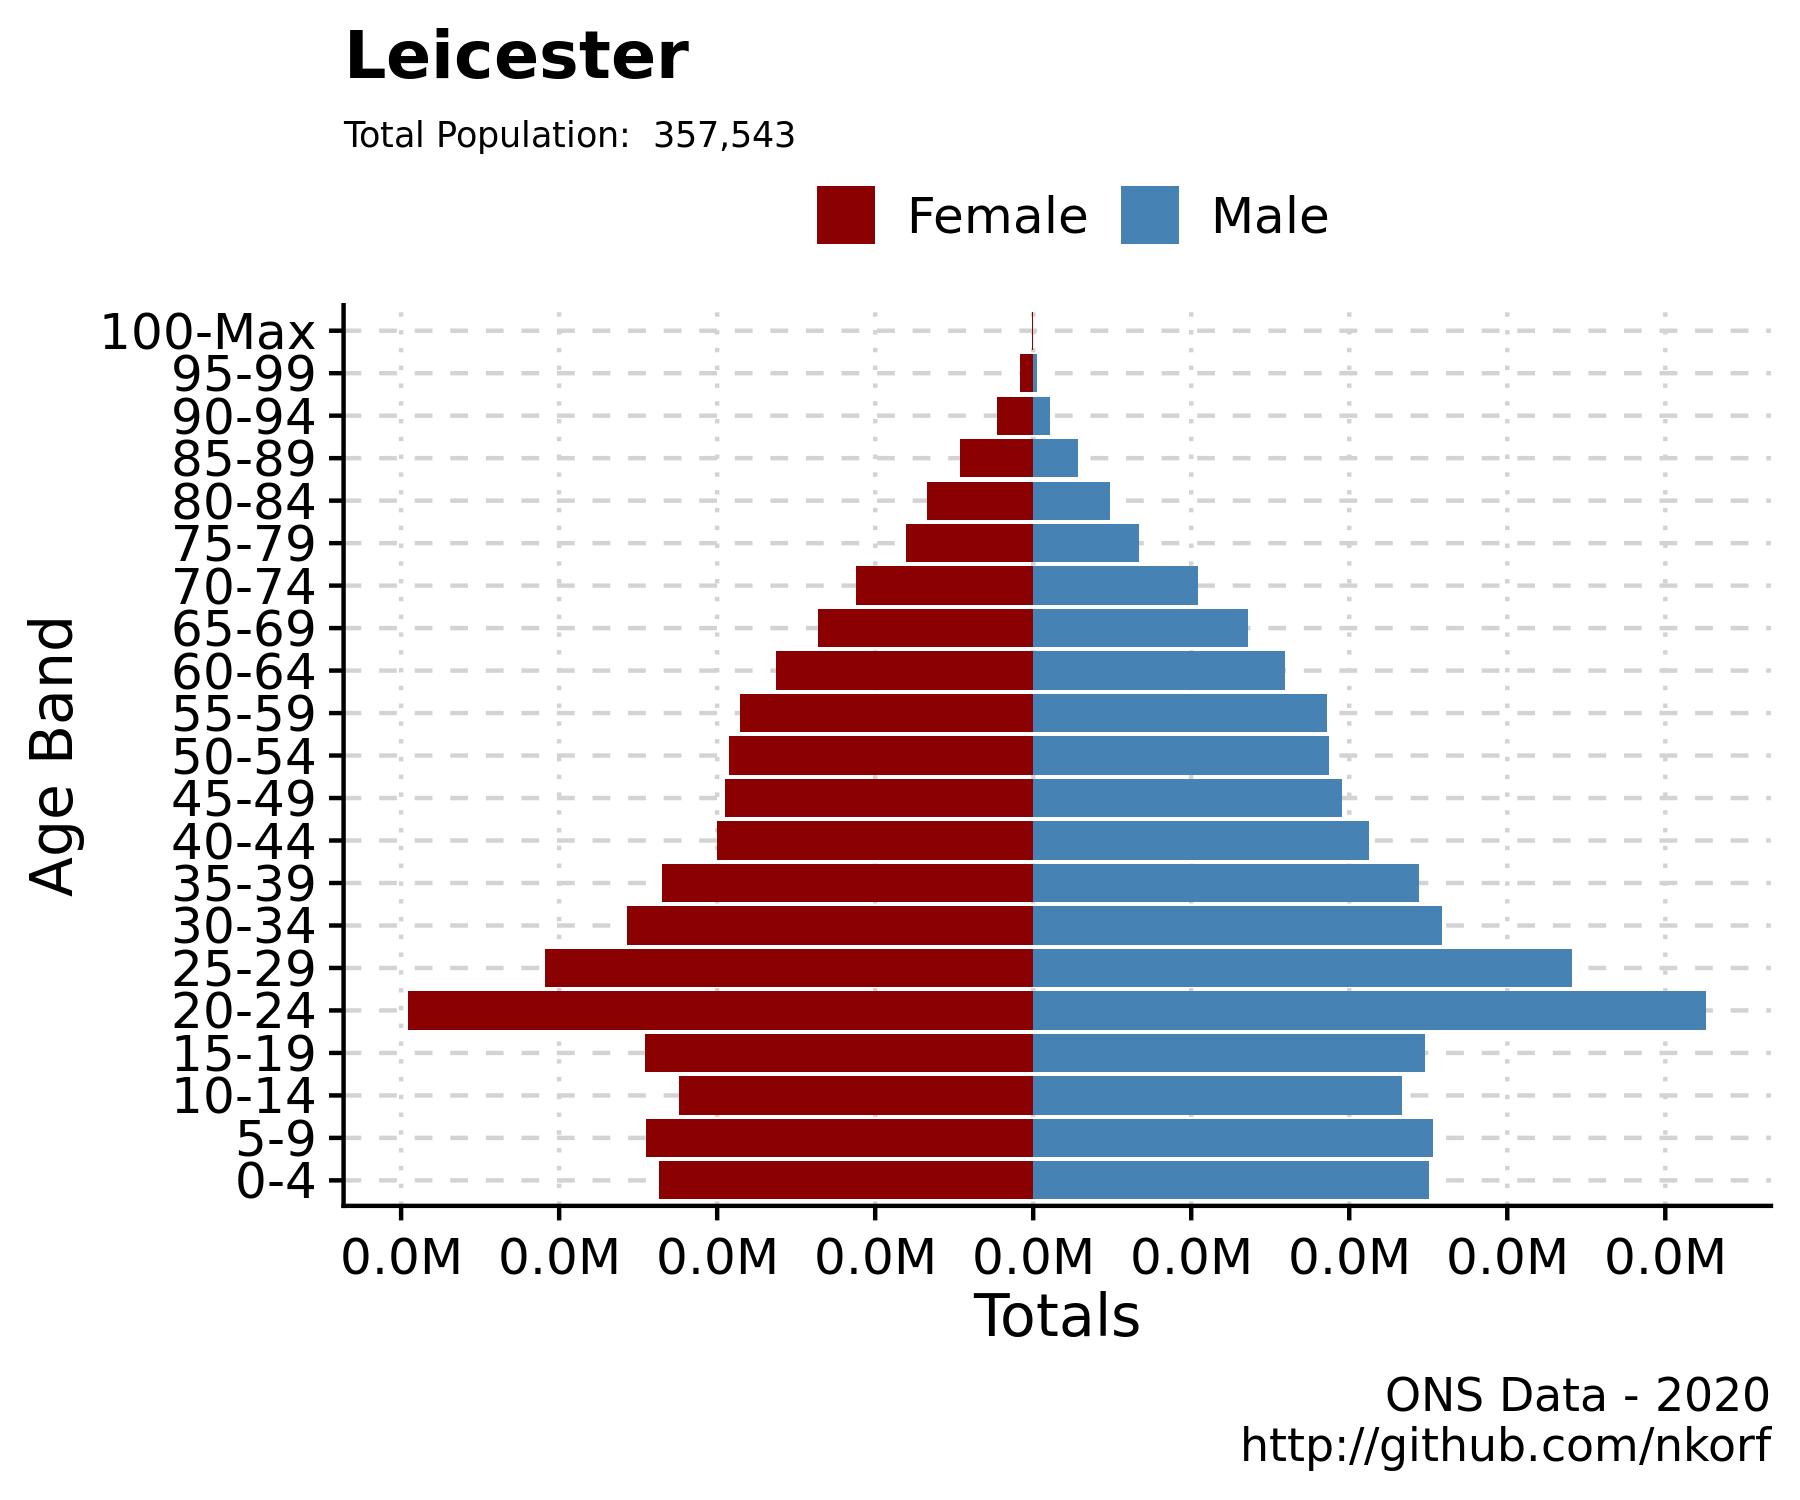 Leicester
Total Population:  357,543
Female Male
100-Max
95-99
90-94
85-89
80-84
75-79
70-74
65-69
60-64
55-59
50-54
45-49
40-44
35-39
30-34
25-29
20-24
15-19
10-14
5-9
0-4
Age Band
0.0M 0.0M 0.0M 0.0M 0.0M 0.0M 0.0M 0.0M 0.0M
Totals
ONS Data - 2020
http://github.com/nkorf